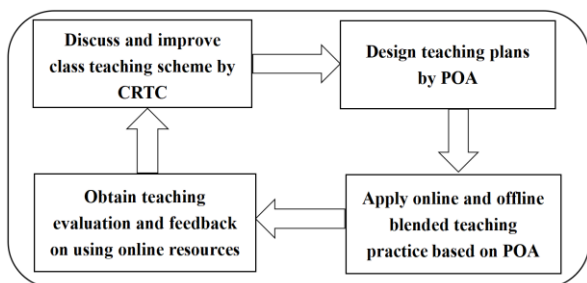 Discuss and improve
class teaching scheme by
CRTC
Design teaching plans
by POA
Obtain teaching
evaluation and feedback
on using online resources
Apply online and offline
blended teaching
practice based on POA